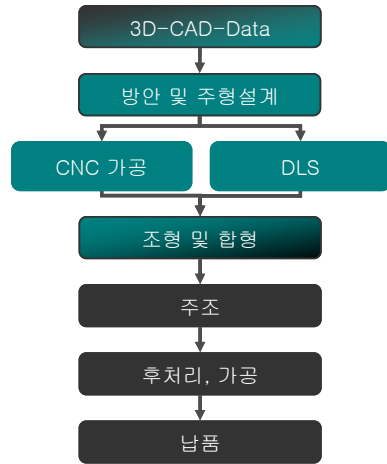 3D-CAD-Data
방안 및 주형설계
CNC 가공
DLS
조형 및 합형
주조
후처리, 가공
납품